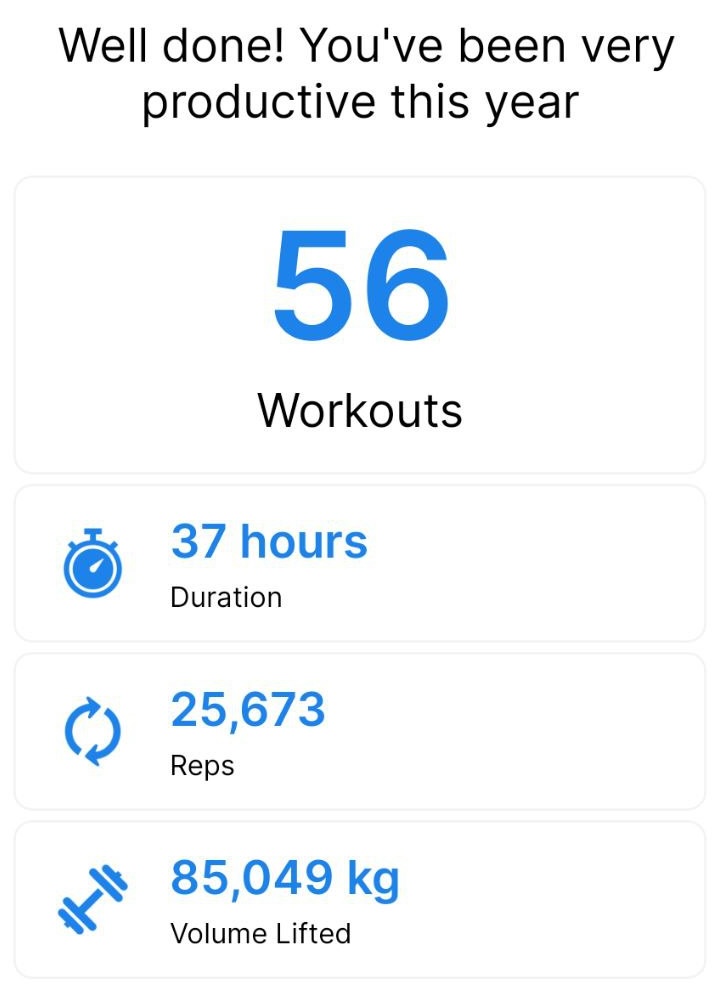 Well done! You've been very
productive this year
56
Workouts
37 hours
Duration
25,673
Reps
85,049 kg
Volume Lifted